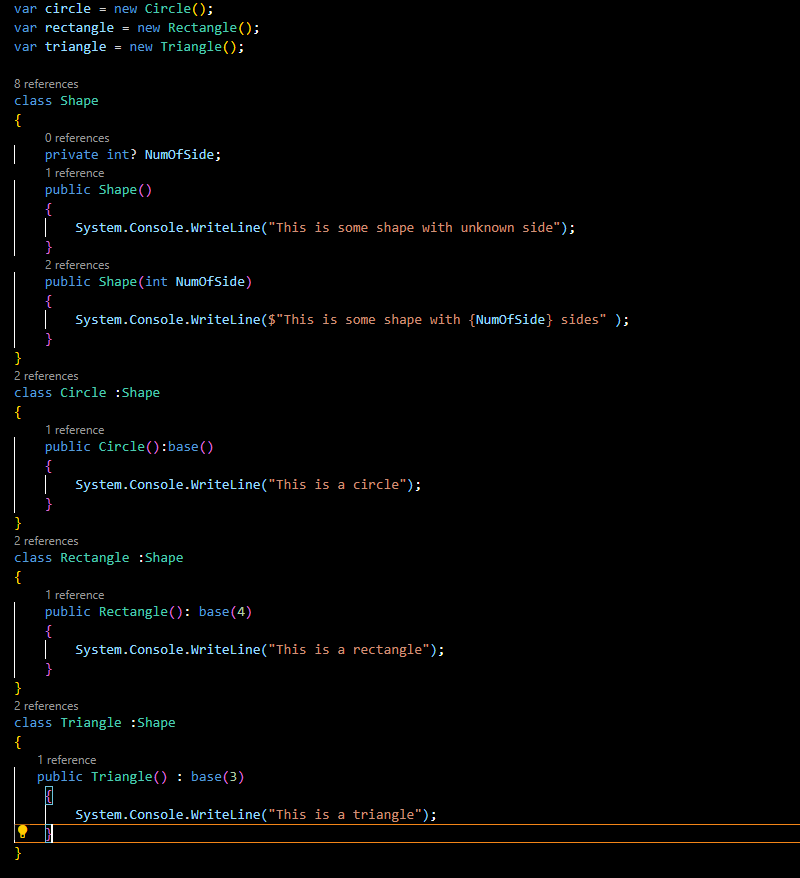 var circle = new Circle();
var rectangle = new Rectangle();
var triangle = new Triangle();
8 references
class Shape
{
0 references
private int? NumOfSide;
1 reference
public Shape()
{
System.Console.WriteLine("This is some shape with unknown side");
}
2 references
public Shape(int NumOfSide)
{
System.Console.WriteLine($"This is some shape with {NumOfSide} sides" );
}
}
2 references
class Circle :Shape
{
1 reference
public Circle():base()
{
System.Console.WriteLine("This is a circle");
}
}
2 references
class Rectangle :Shape
{
1 reference
public Rectangle(): base(4)
{
System.Console.WriteLine("This is a rectangle");
}
}
2 references
class Triangle :Shape
{
1 reference
public Triangle() : base(3)
{
System.Console.WriteLine("This is a triangle");
}
}